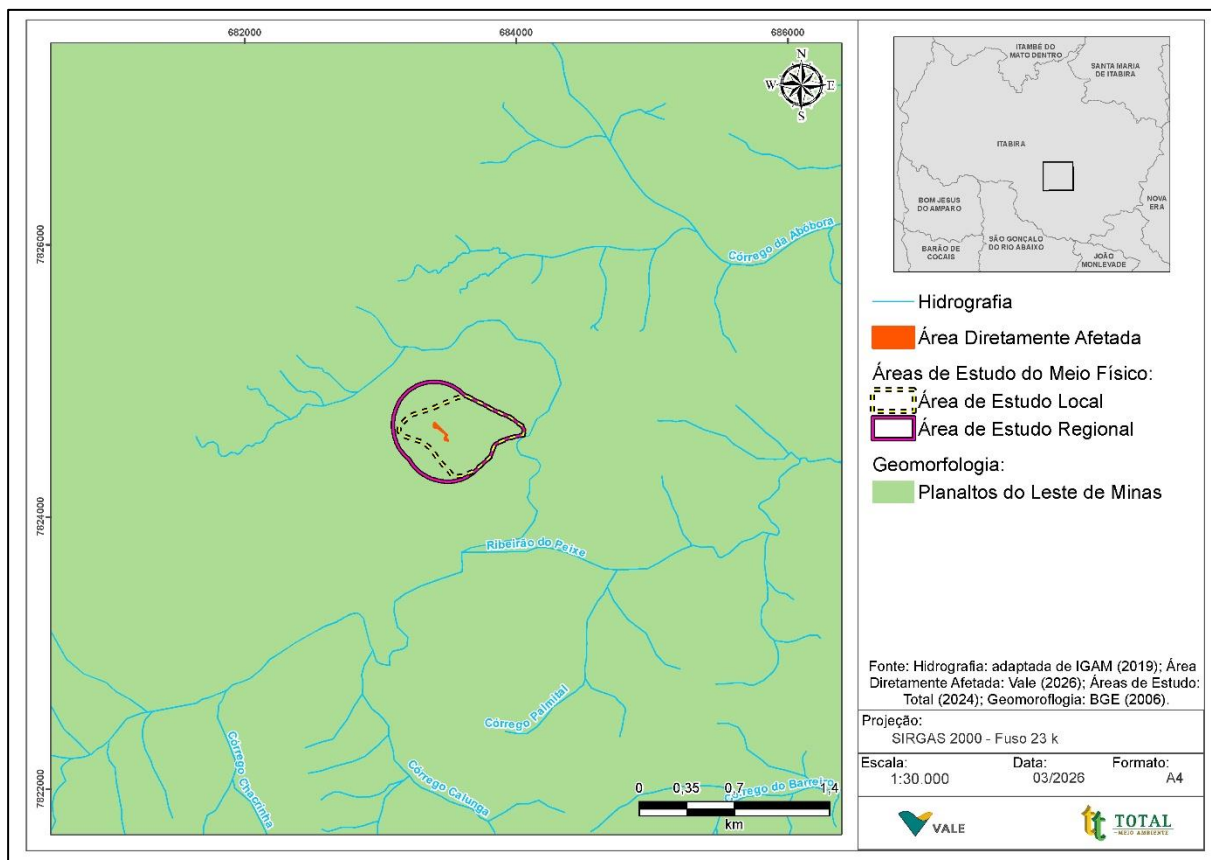 682000
684000
686000
N
W
E
S
7826000
7824000
7822000
Córrego da Abóbora
Ribeirão do Peixe
Córrego Palmital
Córrego Chacrinha
Córrego Calunga
Córrego do Barreiro
0 0,35 0,7 1,4
km
ITAMBÉ DO
MATO DENTRO
SANTA MARIA
DE ITABIRA
ITABIRA
BOM JESUS
DO AMPARO
NOVA
ERA
SÃO GONÇALO
DO RIO ABAIXO
BARÃO DE
COCAIS
JOÃO
MONLEVADE
Hidrografia
Área Diretamente Afetada
Áreas de Estudo do Meio Físico:
Área de Estudo Local
Área de Estudo Regional
Geomorfologia:
Planaltos do Leste de Minas
Fonte: Hidrografia: adaptada de IGAM (2019); Área
Diretamente Afetada: Vale (2026); Áreas de Estudo:
Total (2024); Geomoroflogia: BGE (2006).
Projeção:
SIRGAS 2000 - Fuso 23 k
Escala:
1:30.000
Data:
03/2026
Formato:
A4
VALE
tt TOTAL
MEIO AMBIENTE